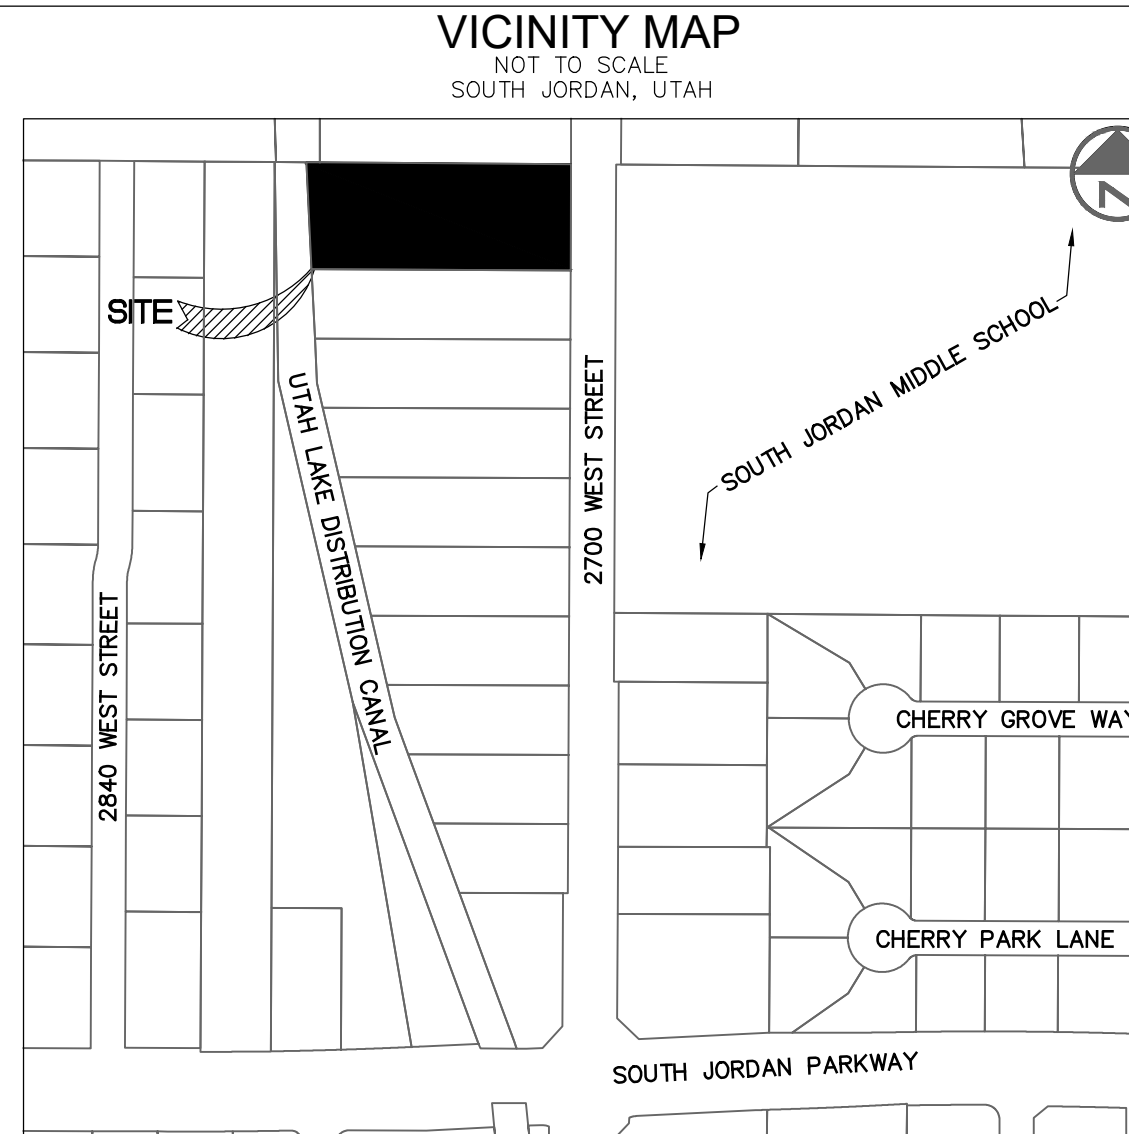 VICINITY MAP
NOT TO SCALE
SOUTH JORDAN, UTAH
N
SITE
SOUTH JORDAN MIDDLE SCHOOL
UTAH LAKE DISTRIBUTION CANAL
2700 WEST STREET
2840 WEST STREET
CHERRY GROVE WAY
CHERRY PARK LANE
SOUTH JORDAN PARKWAY